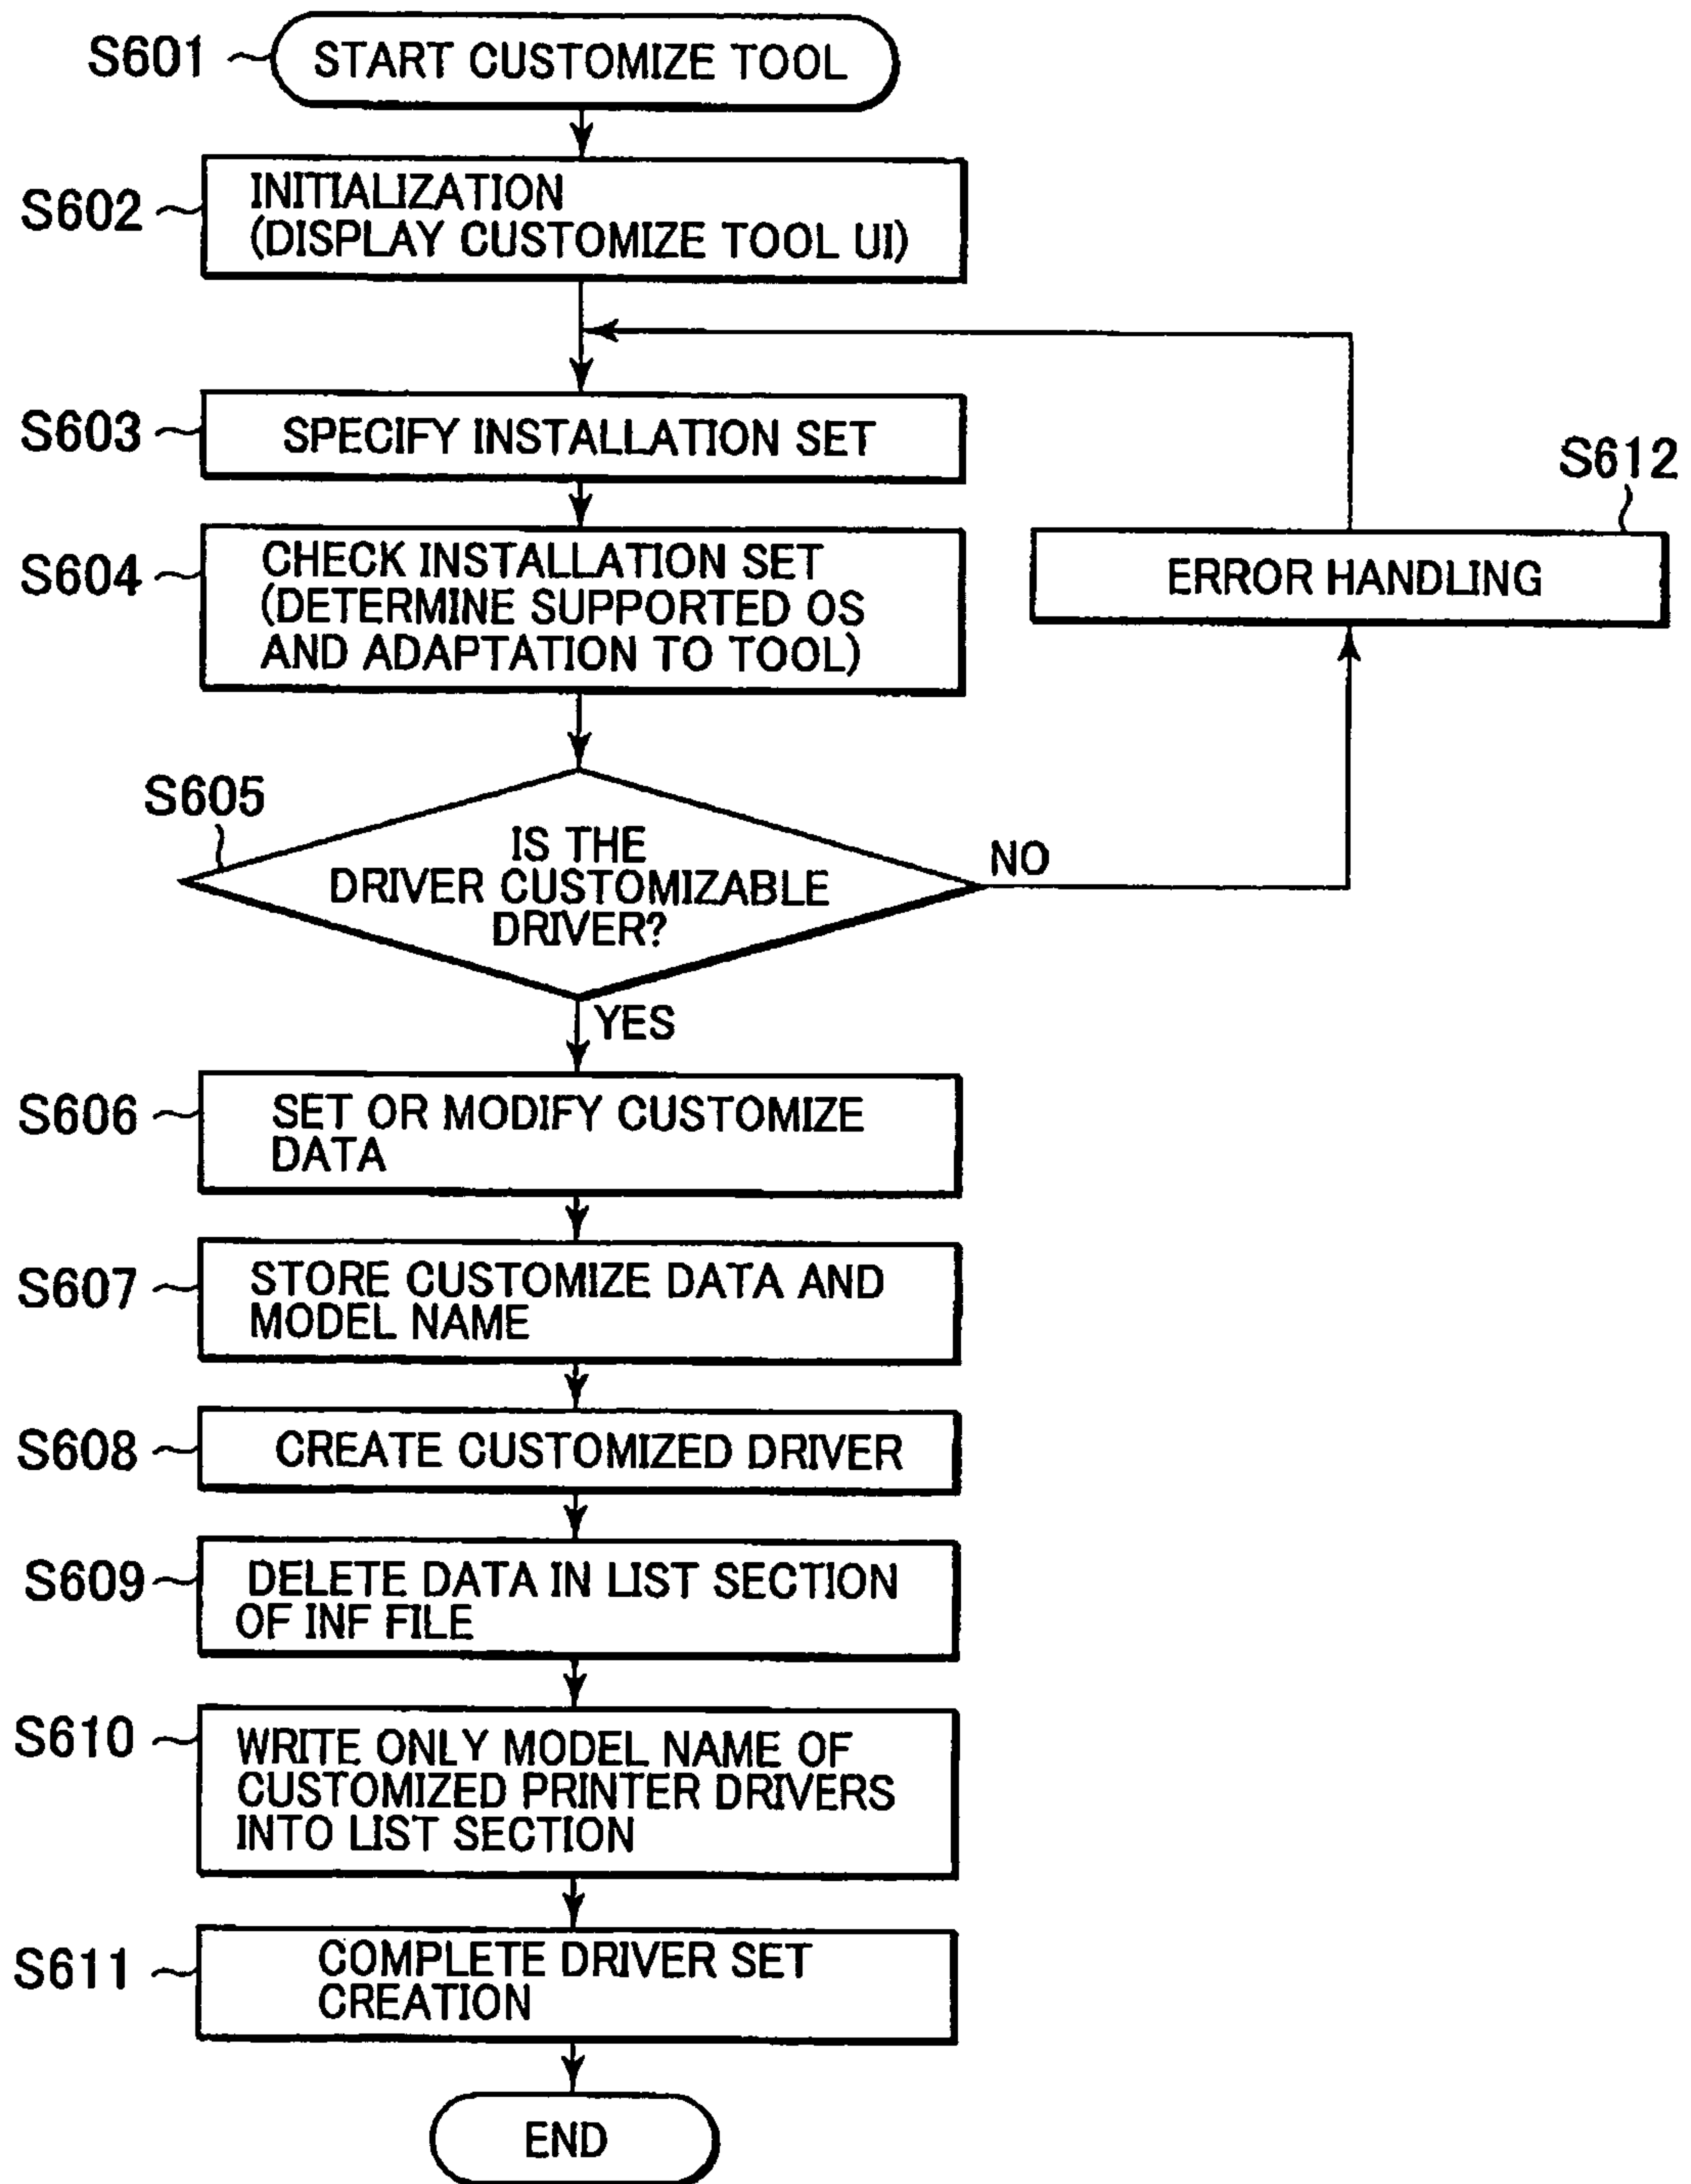 S601
START CUSTOMIZE TOOL
S602
INITIALIZATION
(DISPLAY CUSTOMIZE TOOL UI)
S603
SPECIFY INSTALLATION SET
S604
CHECK INSTALLATION SET
(DETERMINE SUPPORTED OS
AND ADAPTATION TO TOOL)
S612
ERROR HANDLING
S605
IS THE
DRIVER CUSTOMIZABLE
DRIVER?
NO
YES
S606
SET OR MODIFY CUSTOMIZE
DATA
S607
STORE CUSTOMIZE DATA AND
MODEL NAME
S608
CREATE CUSTOMIZED DRIVER
S609
DELETE DATA IN LIST SECTION
OF INF FILE
S610
WRITE ONLY MODEL NAME OF
CUSTOMIZED PRINTER DRIVERS
INTO LIST SECTION
S611
COMPLETE DRIVER SET
CREATION
END